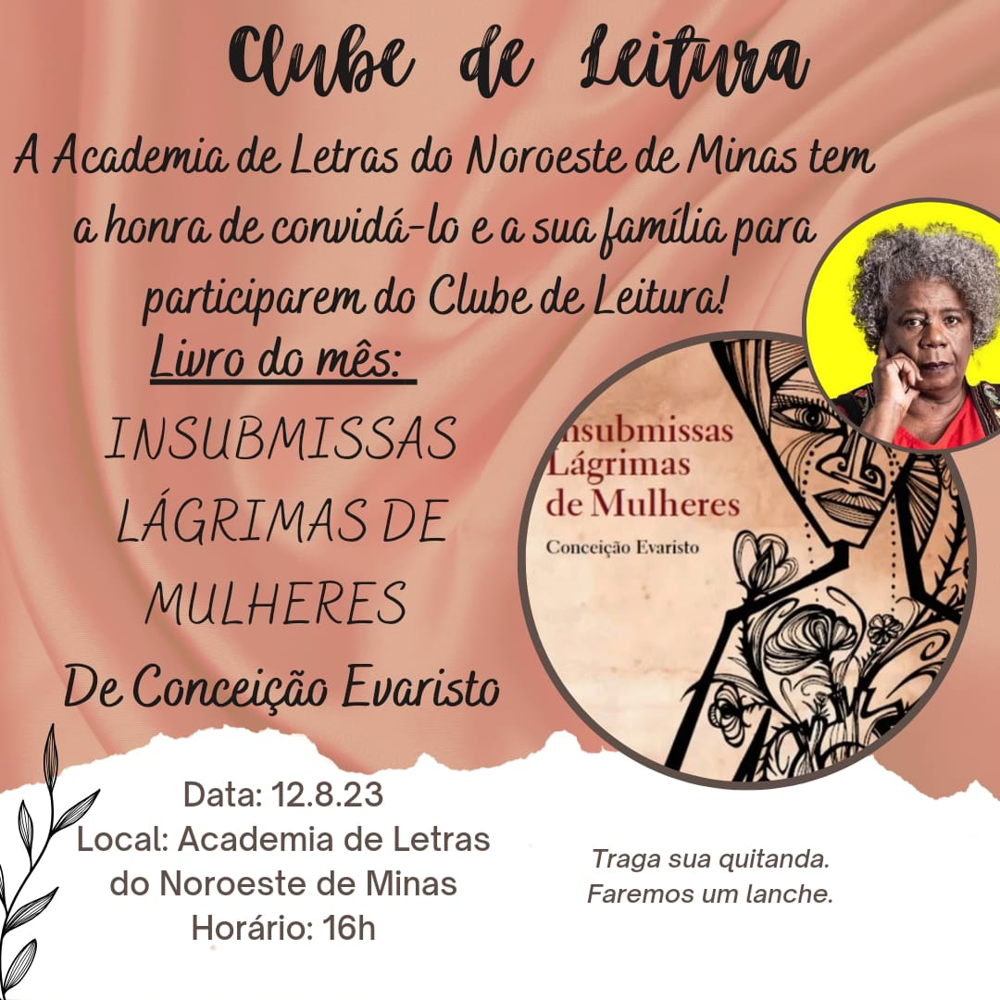 Clube de Leitura
A Academia de Letras do Noroeste de Minas tem
a honra de convidá-lo e a sua família para
participarem do Clube de Leitura!
Livro do mês:
INSUBMISSAS
LÁGRIMAS DE
MULHERES
De Conceição Evaristo
nsubmissas
Lágrimas
de Mulheres
Conceição Evaristo
Data: 12.8.23
Local: Academia de Letras
do Noroeste de Minas
Horário: 16h
Traga sua quitanda.
Faremos um lanche.